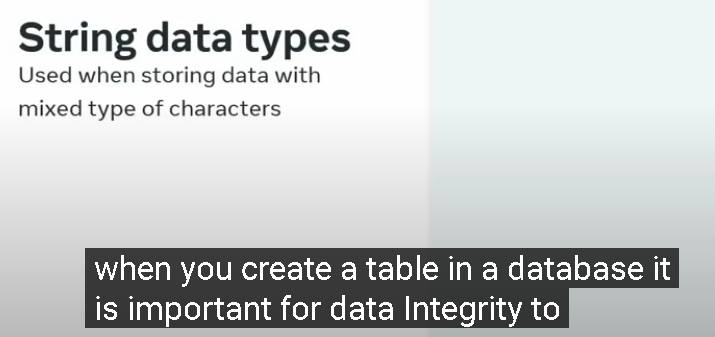 String data types
Used when storing data with
mixed type of characters
when you create a table in a database it
is important for data Integrity to